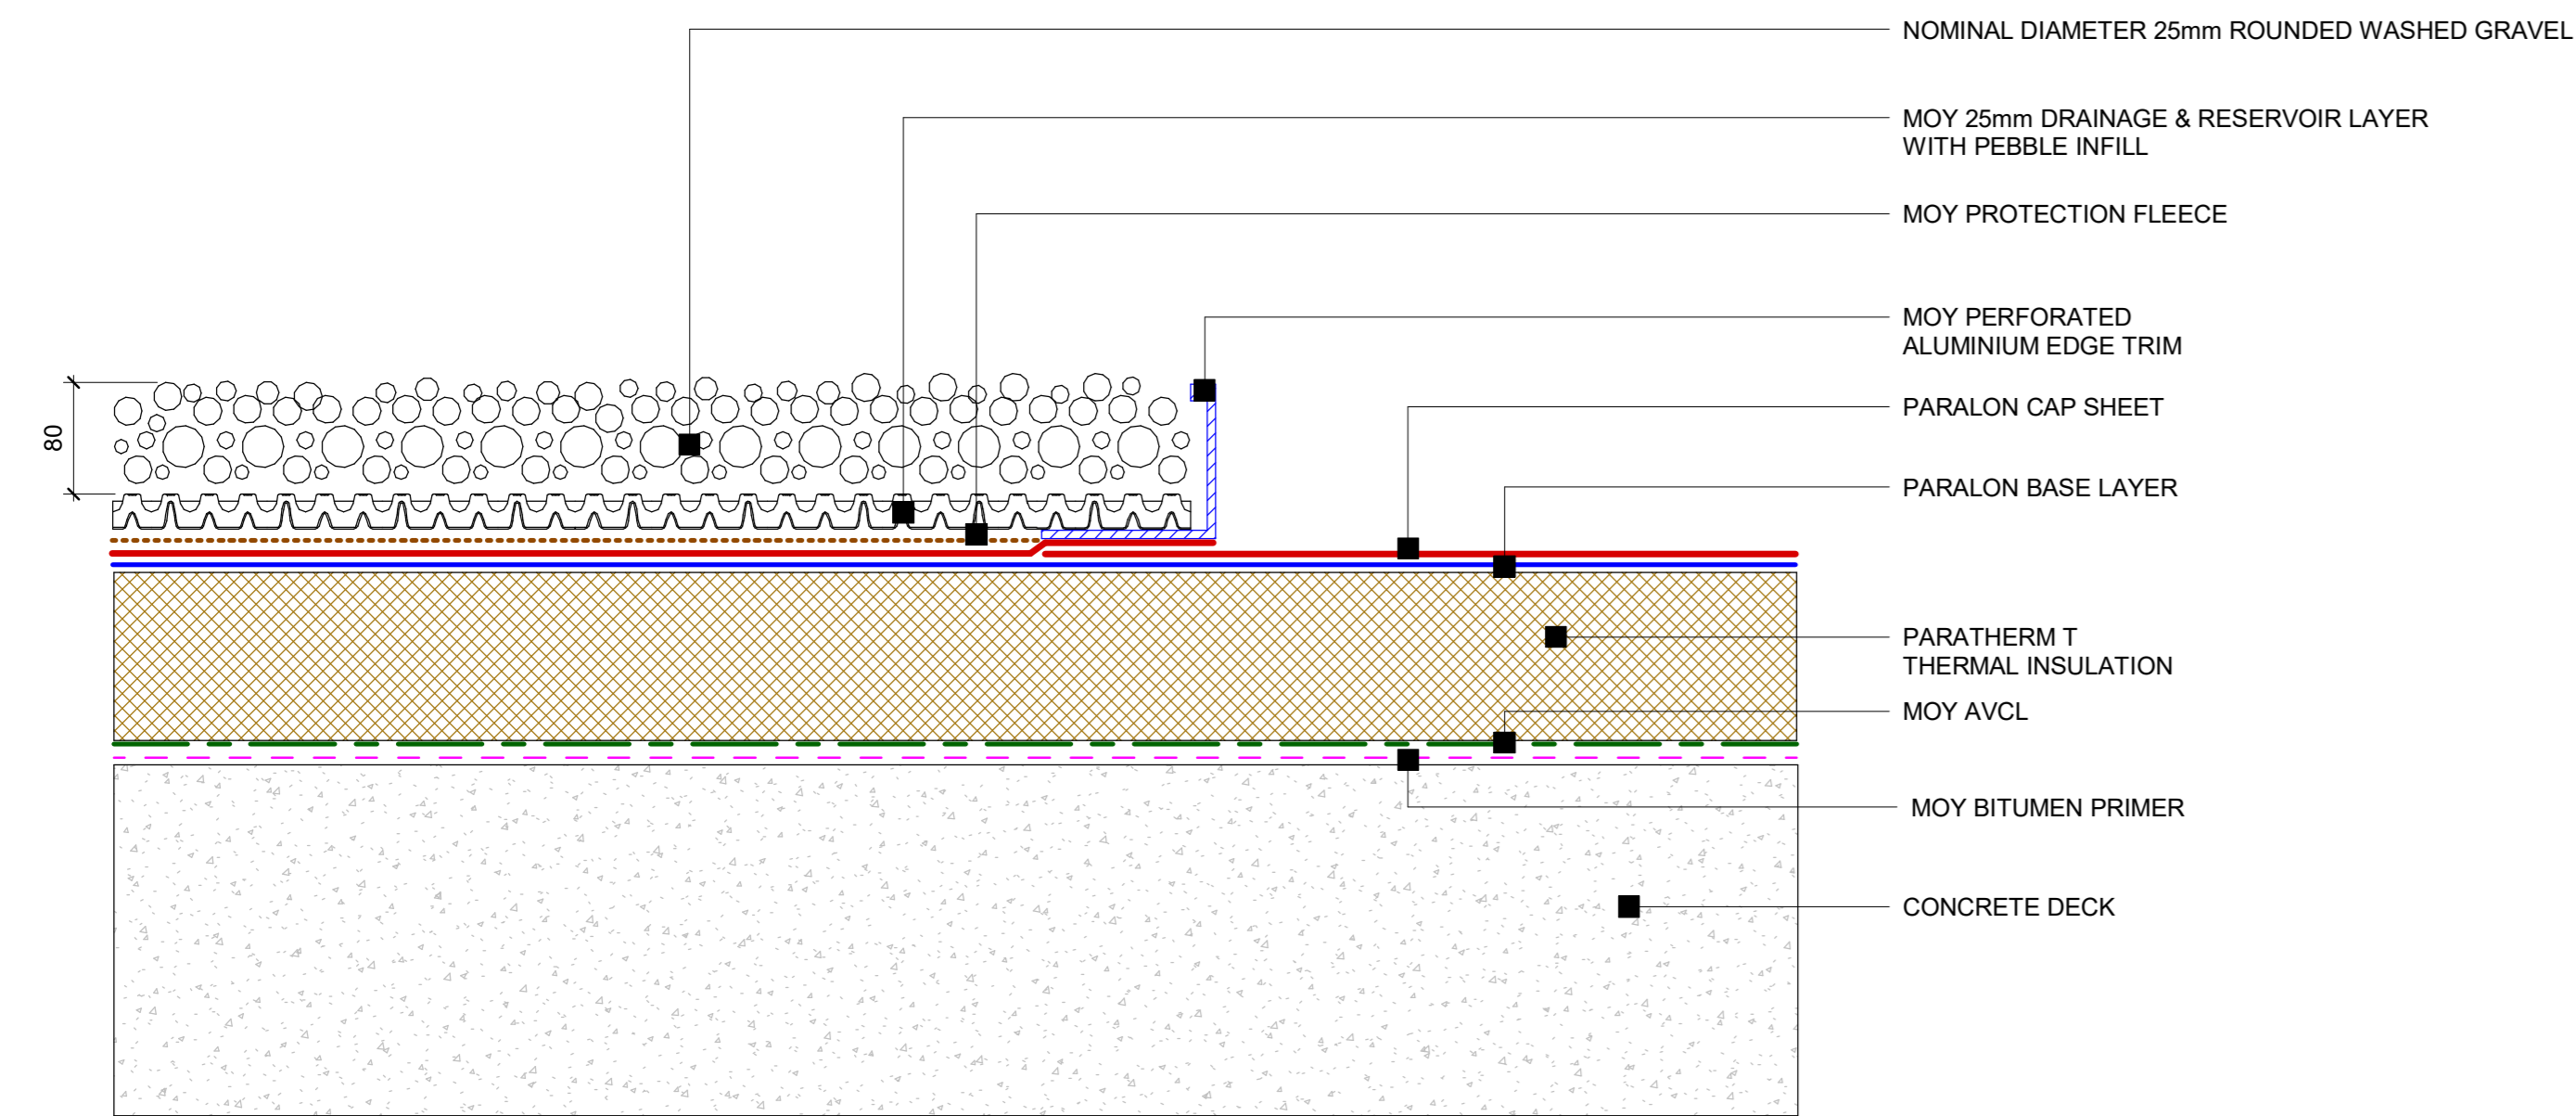 NOMINAL DIAMETER 25mm ROUNDED WASHED GRAVEL
MOY 25mm DRAINAGE & RESERVOIR LAYER
WITH PEBBLE INFILL
MOY PROTECTION FLEECE
MOY PERFORATED
ALUMINIUM EDGE TRIM
80
PARALON CAP SHEET
PARALON BASE LAYER
PARATHERM T
THERMAL INSULATION
MOY AVCL
MOY BITUMEN PRIMER
CONCRETE DECK